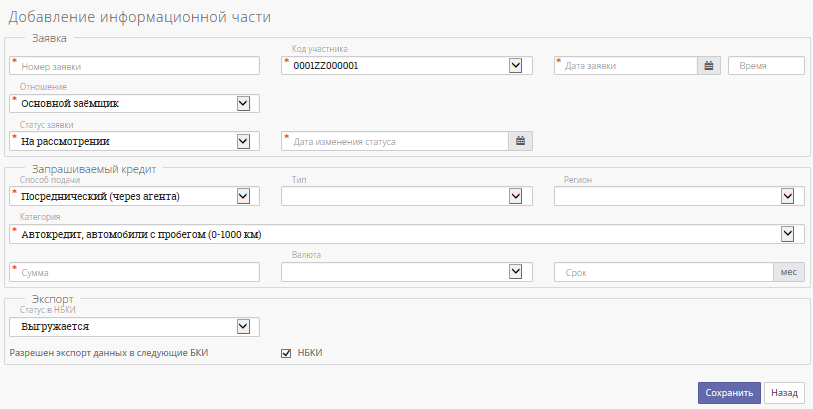 Добавление информационной части
Заявка
Код участника
* Номер заявки * 0001ZZ000001 * Дата заявки Время
Отношение
* Основной заёмщик
Статус заявки
* На рассмотрении * Дата изменения статуса
Запрашиваемый кредит
Способ подачи Тип Регион
* Посреднический (через агента)
Категория
* Автокредит, автомобили с пробегом (0-1000 км)
Валюта
* Сумма Срок мес
Экспорт
Статус в НБКИ
Выгружается
Разрешен экспорт данных в следующие БКИ НБКИ
Сохранить Назад